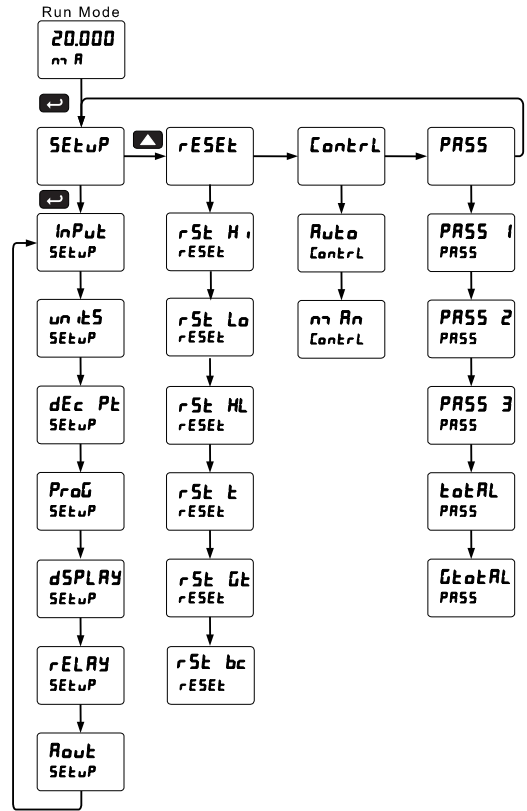 Run Mode
20.000
mA
SEtuP
rESEt
ContrL
PASS
InPut
SEtuP
rSt Hi
rESEt
Auto
ContrL
PASS 1
PASS
unitS
SEtuP
rSt Lo
rESEt
mAn
ContrL
PASS 2
PASS
dEc Pt
SEtuP
rSt HL
rESEt
PASS 3
PASS
ProG
SEtuP
rSt t
rESEt
totAL
PASS
dSPLAY
SEtuP
rSt Gt
rESEt
GtotAL
PASS
rELAY
SEtuP
rSt bc
rESEt
Aout
SEtuP